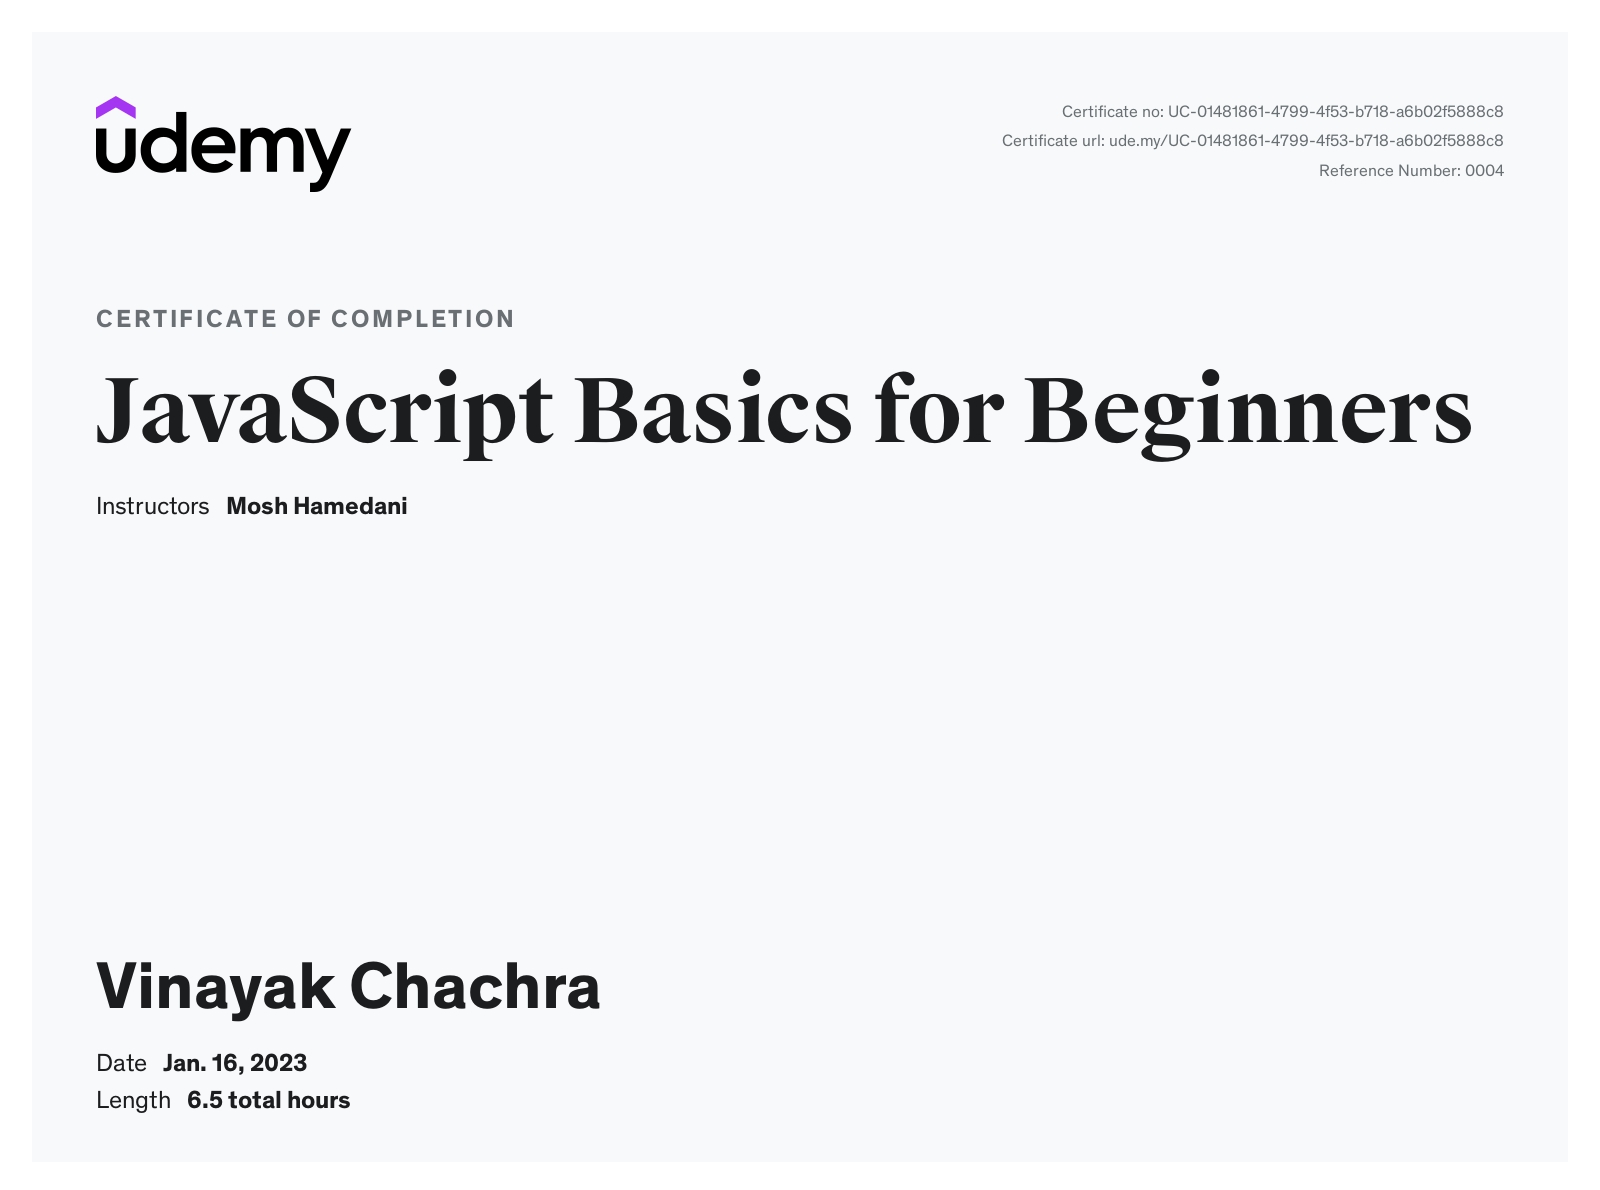 udemy
Certificate no: UC-01481861-4799-4f53-b718-a6b02f5888c8
Certificate url: ude.my/UC-01481861-4799-4f53-b718-a6b02f5888c8
Reference Number: 0004
CERTIFICATE OF COMPLETION
JavaScript Basics for Beginners
Instructors Mosh Hamedani
Vinayak Chachra
Date Jan. 16, 2023
Length 6.5 total hours